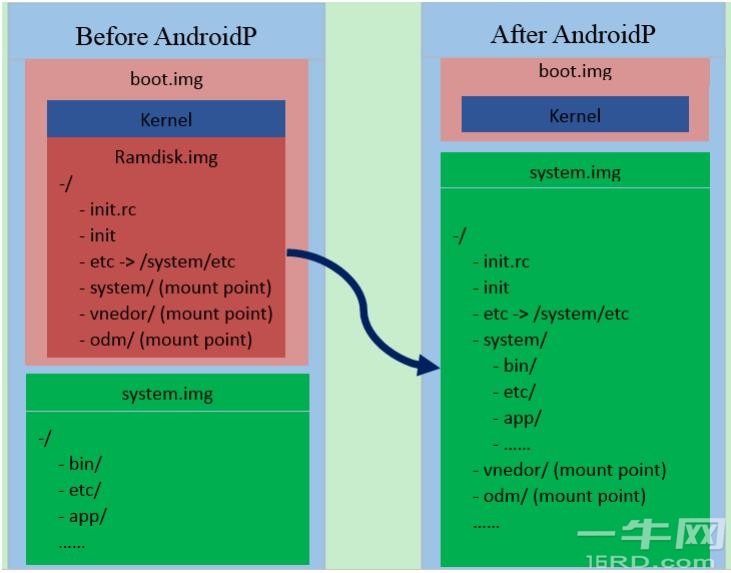 Before AndroidP
boot.img
Kernel
Ramdisk.img
-/
- init.rc
- init
- etc -> /system/etc
- system/ (mount point)
- vnedor/ (mount point)
- odm/ (mount point)
system.img
-/
- bin/
- etc/
- app/
......
After AndroidP
boot.img
Kernel
system.img
-/
- init.rc
- init
- etc -> /system/etc
- system/
- bin/
- etc/
- app/
- ......
- vnedor/ (mount point)
- odm/ (mount point)
......
一牛网
16RD.com